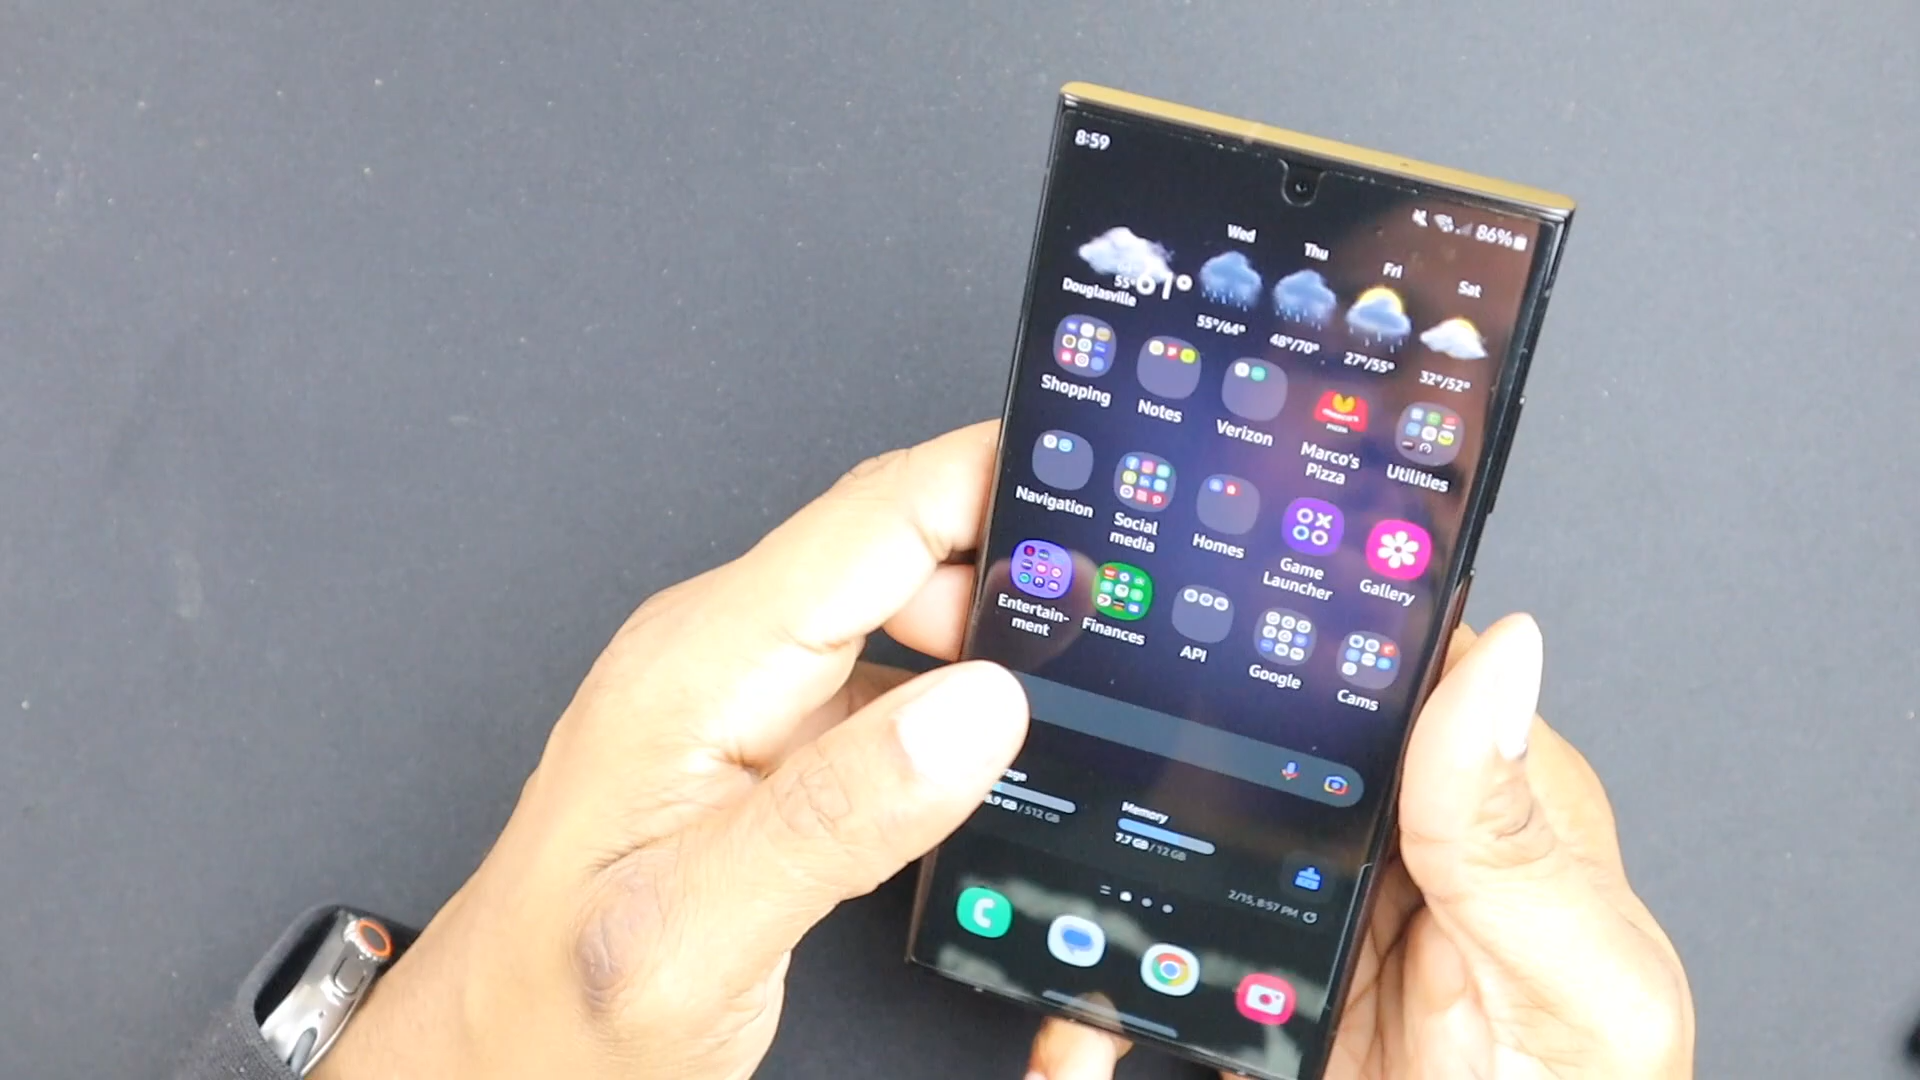 8:59
86%
Wed
Thu
Fri
Sat
55°
Douglasville
55°/64°
48°/70°
27°/55°
32°/52°
Shopping
Notes
Verizon
Marco's
Pizza
Utilities
Navigation
Social
media
Homes
Game
Launcher
Gallery
Entertain-
ment
Finances
API
Google
Cams
Memory
/ 512 GB
7.7 GB / 12 GB
2/15, 8:57 PM